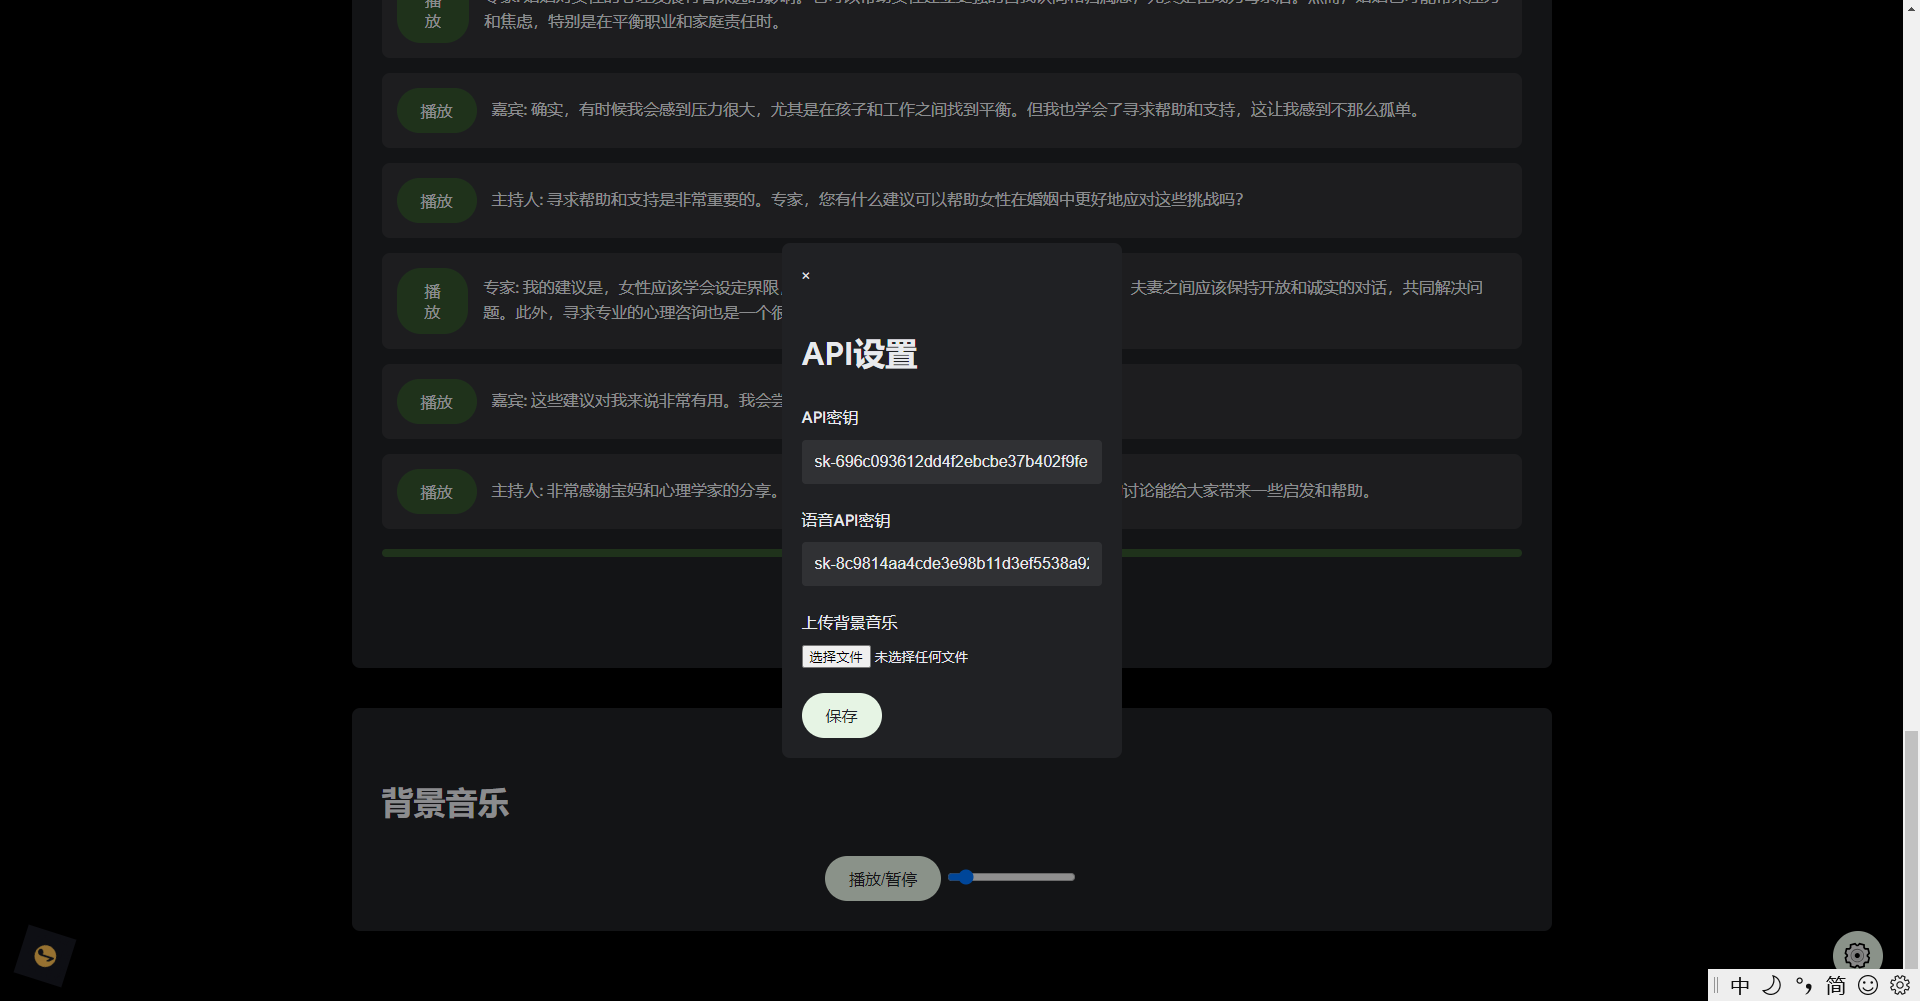 播
放
和焦虑，特别是在平衡职业和家庭责任时。
播放
嘉宾: 确实，有时候我会感到压力很大，尤其是在孩子和工作之间找到平衡。但我也学会了寻求帮助和支持，这让我感到不那么孤单。
播放
主持人: 寻求帮助和支持是非常重要的。专家，您有什么建议可以帮助女性在婚姻中更好地应对这些挑战吗?
播
放
专家: 我的建议是，女性应该学会设定界限， 夫妻之间应该保持开放和诚实的对话，共同解决问
题。此外，寻求专业的心理咨询也是一个很
播放
嘉宾: 这些建议对我来说非常有用。我会尝
播放
主持人: 非常感谢宝妈和心理学家的分享。 讨论能给大家带来一些启发和帮助。
×
API设置
API密钥
sk-696c093612dd4f2ebcbe37b402f9fe
语音API密钥
sk-8c9814aa4cde3e98b11d3ef5538a92
上传背景音乐
选择文件 未选择任何文件
保存
背景音乐
播放/暂停
中 简